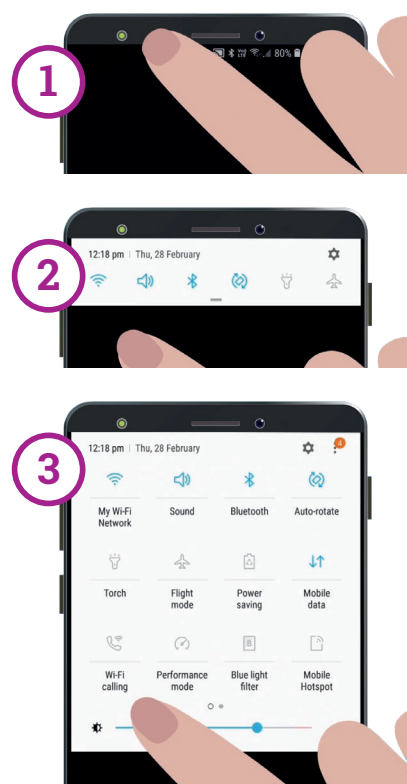 1
80%
2
12:18 pm | Thu, 28 February
3
12:18 pm | Thu, 28 February
My Wi-Fi Network
Sound
Bluetooth
Auto-rotate
Torch
Flight mode
Power saving
Mobile data
Wi-Fi calling
Performance mode
Blue light filter
Mobile Hotspot